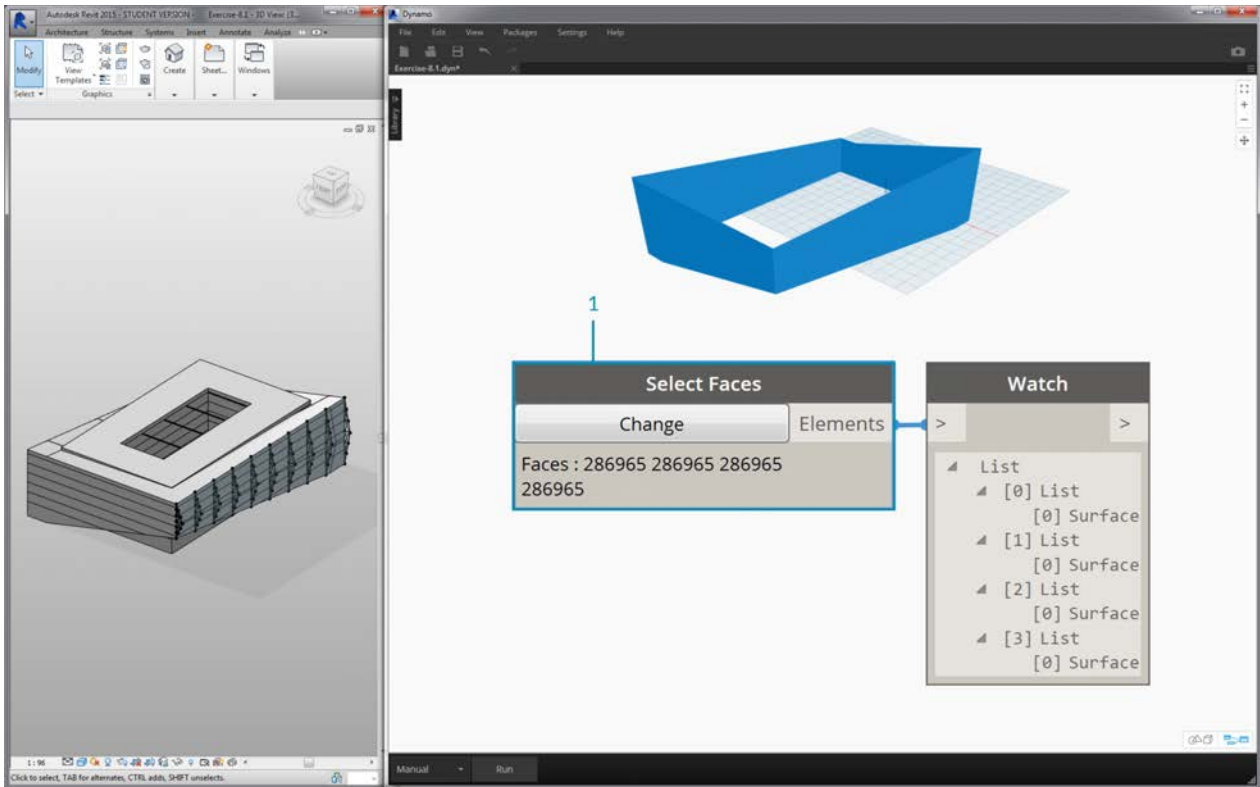 Autodesk Revit 2015 - STUDENT VERSION - Exercise-8.1 - 3D View: {3...
Architecture Structure Systems Insert Annotate Analyze
Modify
View
Templates
Create
Sheet...
Windows
Select
Graphics
1 : 96
Click to select, TAB for alternates, CTRL adds, SHIFT unselects.
Dynamo
File Edit View Packages Settings Help
Exercise-8.1.dyn*
Library
1
Select Faces
Change
Elements
Faces : 286965 286965 286965
286965
Watch
> >
List
[0] List
[0] Surface
[1] List
[0] Surface
[2] List
[0] Surface
[3] List
[0] Surface
Manual
Run